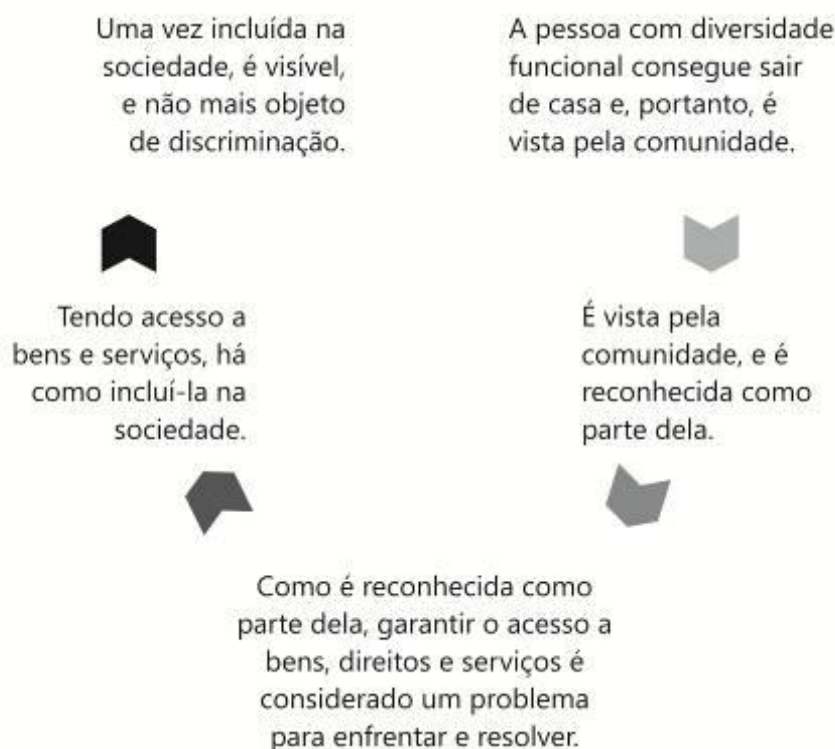 A pessoa com diversidade
funcional consegue sair
de casa e, portanto, é
vista pela comunidade.
É vista pela
comunidade, e é
reconhecida como
parte dela.
Como é reconhecida como
parte dela, garantir o acesso a
bens, direitos e serviços é
considerado um problema
para enfrentar e resolver.
Tendo acesso a
bens e serviços, há
como incluí-la na
sociedade.
Uma vez incluída na
sociedade, é visível,
e não mais objeto
de discriminação.